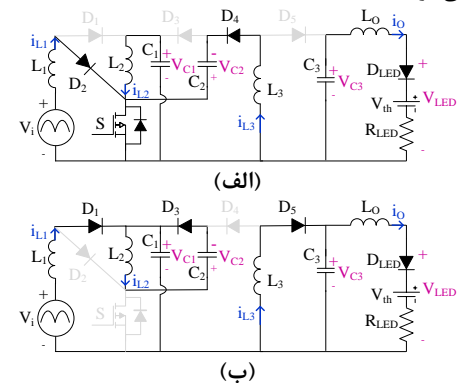 D1 D3 D4 D5 LO iO
iL1 L1 D2 L2 C1 + VC1 - C2 - VC2 + C3 + VC3 - DLED +
iL2 L3 Vth VLED
+ Vi - S iL3 RLED -
(الف)
D1 D3 D4 D5 LO iO
iL1 L1 D2 L2 C1 + VC1 - C2 - VC2 + C3 + VC3 - DLED +
iL2 L3 Vth VLED
+ Vi - S iL3 RLED -
(ب)